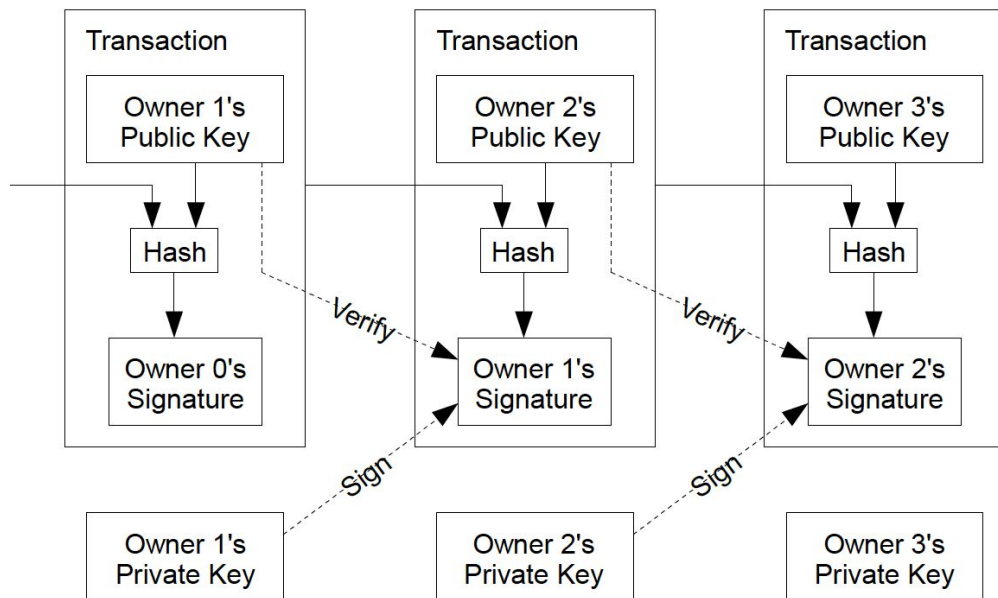 Transaction
Owner 1's
Public Key
Hash
Owner 0's
Signature
Transaction
Owner 2's
Public Key
Hash
Verify
Owner 1's
Signature
Sign
Transaction
Owner 3's
Public Key
Hash
Verify
Owner 2's
Signature
Sign
Owner 1's
Private Key
Owner 2's
Private Key
Owner 3's
Private Key